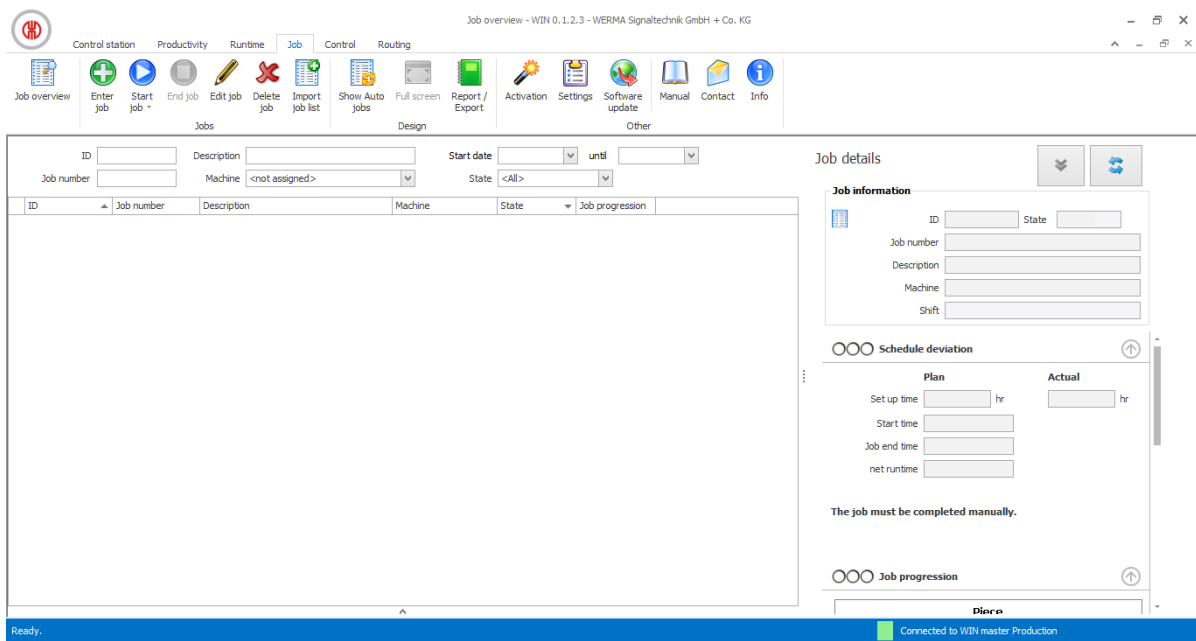 Job overview - WIN 0.1.2.3 - WERMA Signaltechnik GmbH + Co. KG
Control station Productivity Runtime Job Control Routing
Job overview Enter job Start job End job Edit job Delete job Import job list Show Auto jobs Full screen Report / Export Activation Settings Software update Manual Contact Info
Jobs Design Other
ID Description Start date until
Job number Machine <not assigned> State <All>
ID Job number Description Machine State Job progression
Job details
Job information
ID State
Job number
Description
Machine
Shift
Schedule deviation
Plan Actual
Set up time hr hr
Start time
Job end time
net runtime
The job must be completed manually.
Job progression
Piece
Ready. Connected to WIN master Production